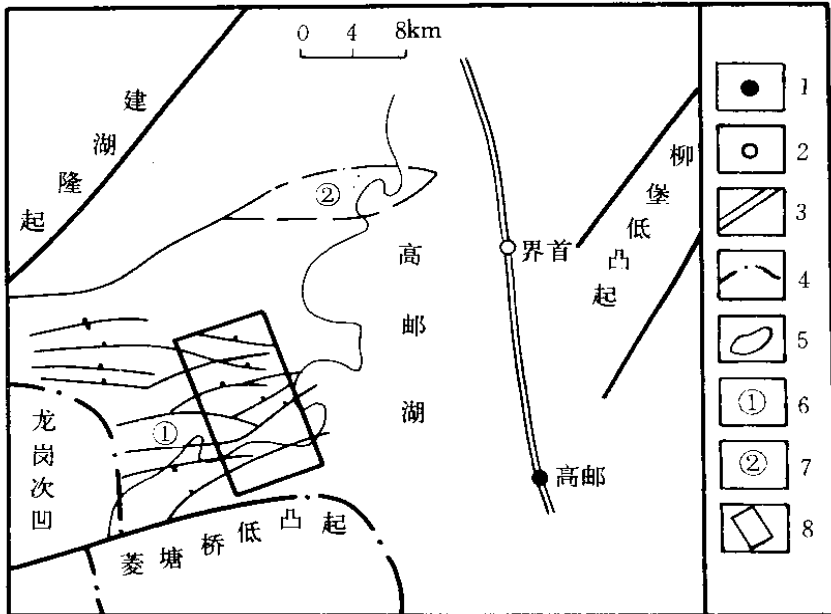 0 4 8km
建湖隆起
②
高邮湖
界首
柳堡低凸起
龙岗次凹
①
高邮
菱塘桥低凸起
1
2
3
4
5
① 6
② 7
8